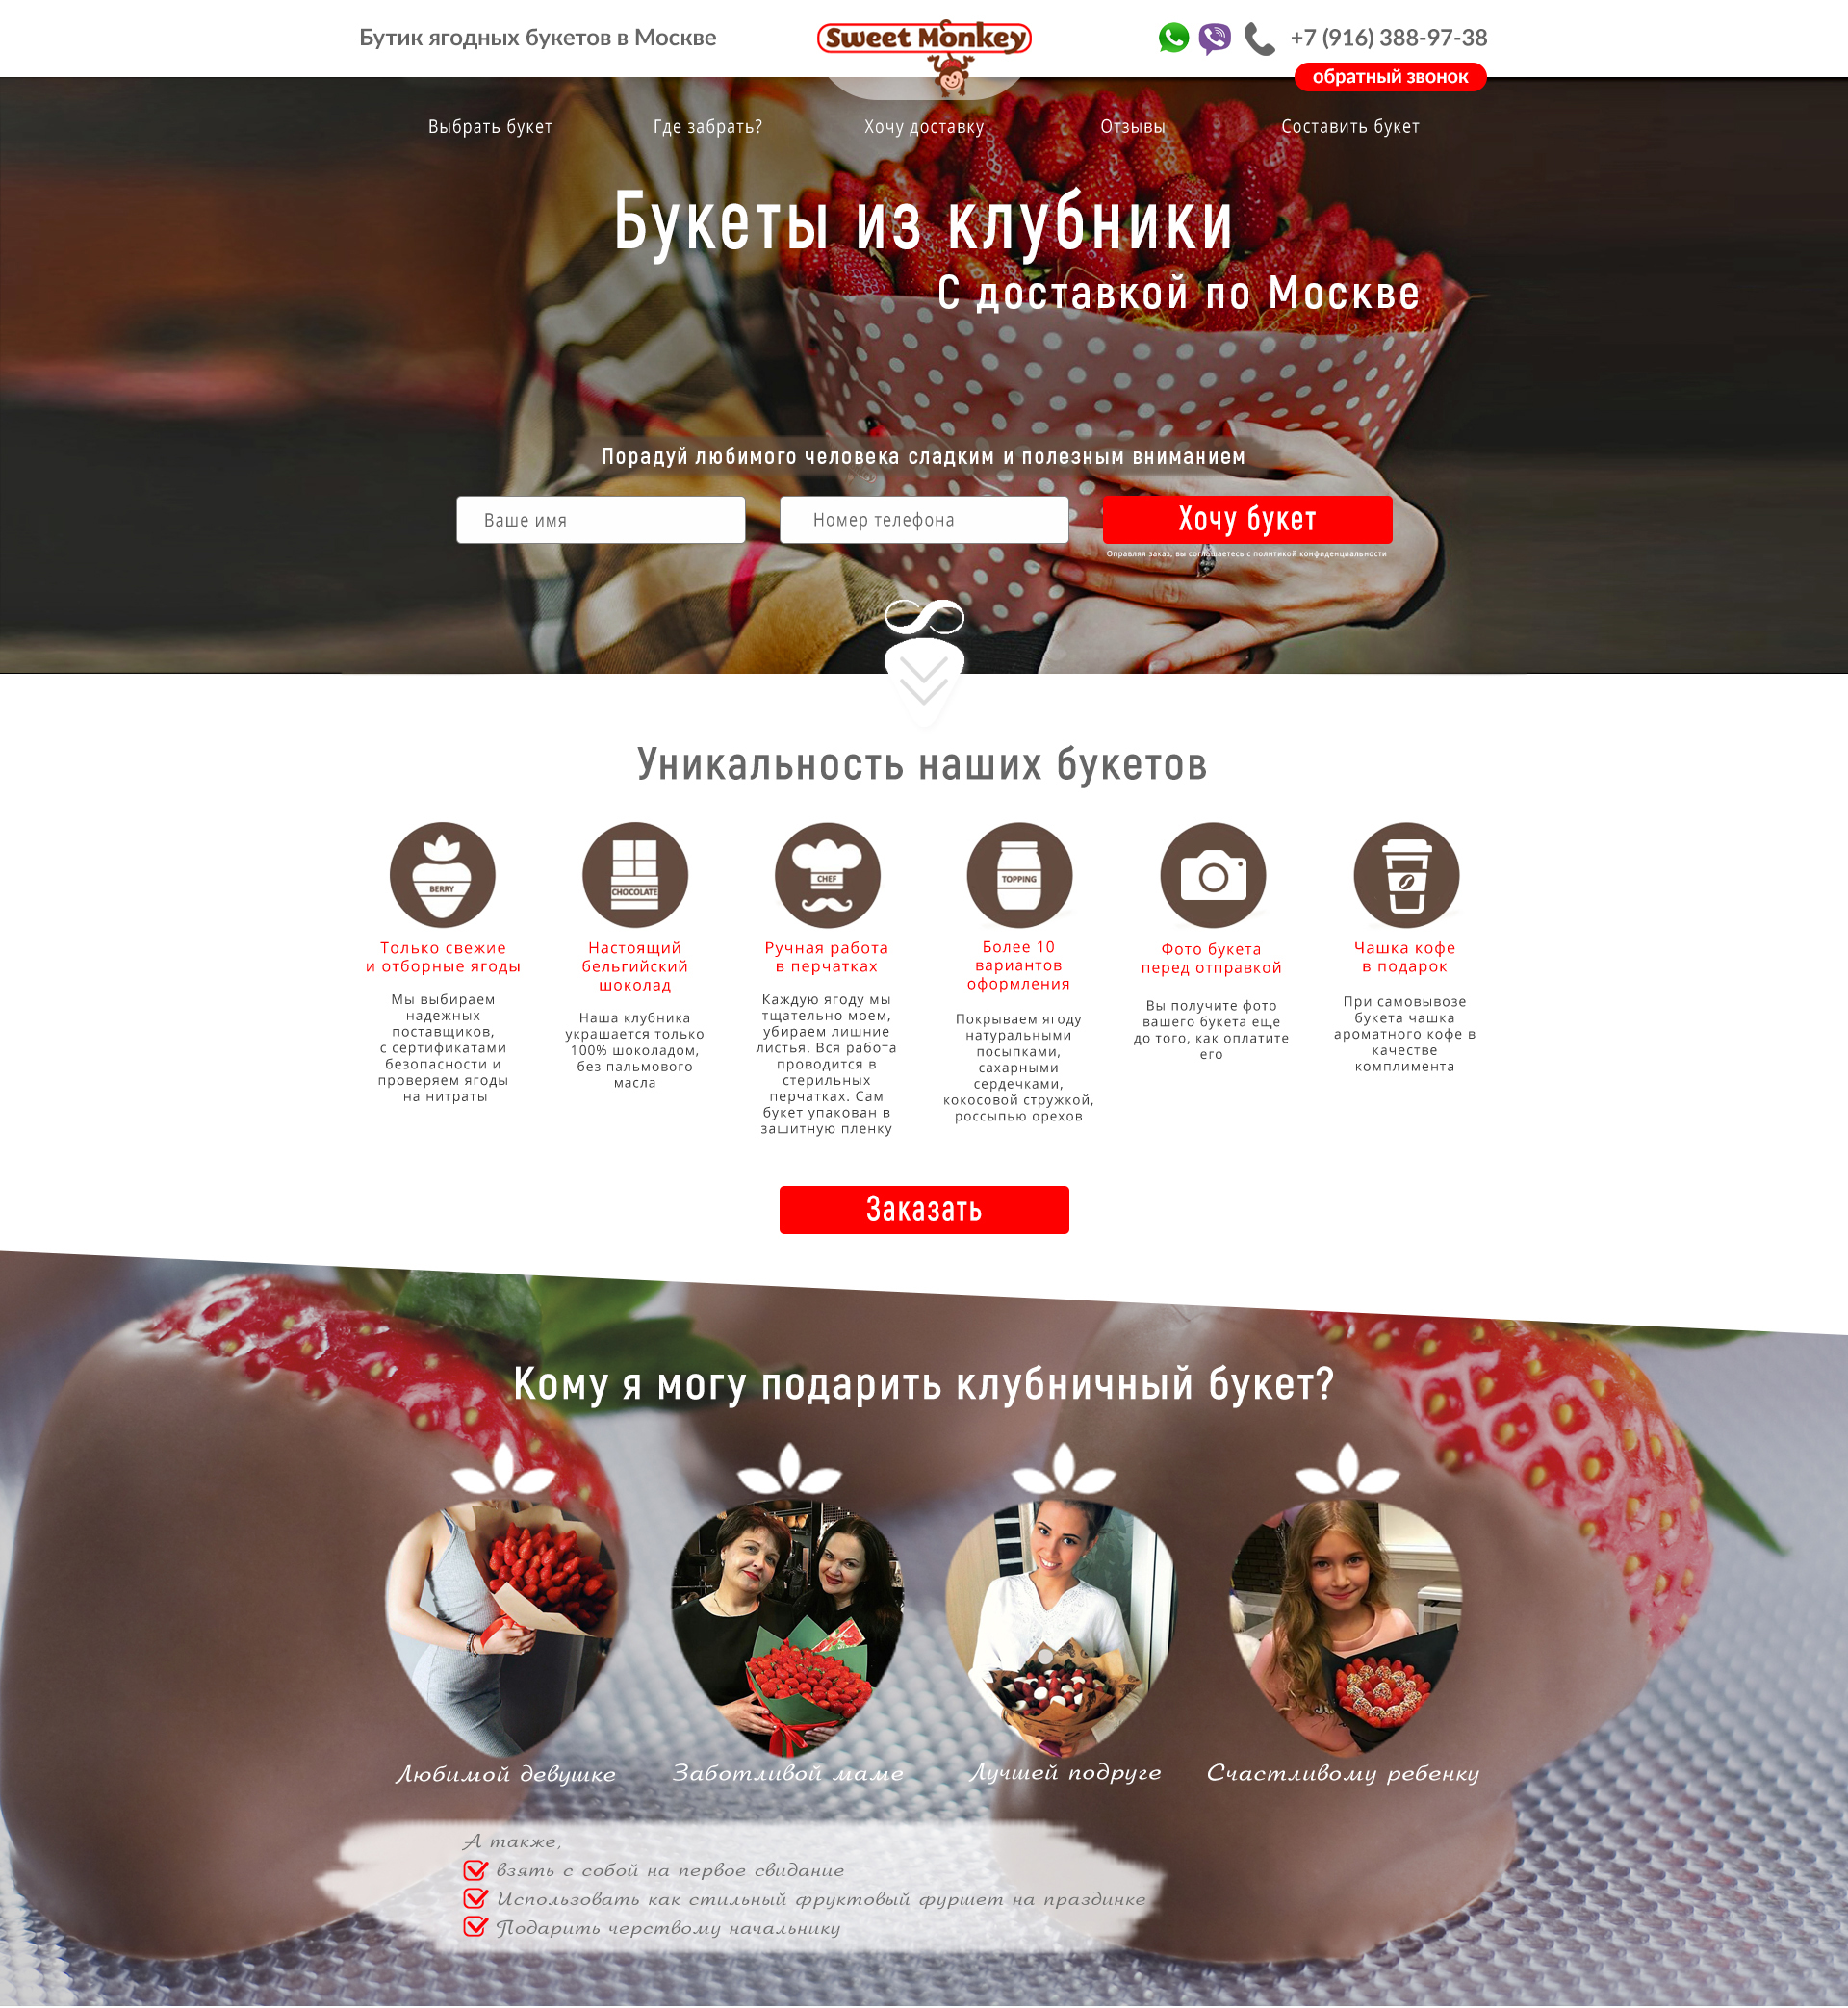 Бутик ягодных букетов в Москве
Sweet Monkey
+7 (916) 388-97-38
обратный звонок
Выбрать букет
Где забрать?
Хочу доставку
Отзывы
Составить букет
Букеты из клубники
С доставкой по Москве
Порадуй любимого человека сладким и полезным вниманием
Ваше имя
Номер телефона
Хочу букет
Оправляя заказ, вы соглашаетесь с политикой конфиденциальности
Уникальность наших букетов
BERRY
Только свежие
и отборные ягоды
Мы выбираем
надежных
поставщиков,
с сертификатами
безопасности и
проверяем ягоды
на нитраты
CHOCOLATE
Настоящий
бельгийский
шоколад
Наша клубника
украшается только
100% шоколадом,
без пальмового
масла
CHEF
Ручная работа
в перчатках
Каждую ягоду мы
тщательно моем,
убираем лишние
листья. Вся работа
проводится в
стерильных
перчатках. Сам
букет упакован в
зашитную пленку
TOPPING
Более 10
вариантов
оформления
Покрываем ягоду
натуральными
посыпками,
сахарными
сердечками,
кокосовой стружкой,
россыпью орехов
Фото букета
перед отправкой
Вы получите фото
вашего букета еще
до того, как оплатите
его
Чашка кофе
в подарок
При самовывозе
букета чашка
ароматного кофе в
качестве
комплимента
Заказать
Кому я могу подарить клубничный букет?
Любимой девушке
Заботливой маме
Лучшей подруге
Счастливому ребенку
А также,
взять с собой на первое свидание
Использовать как стильный фруктовый фуршет на праздинке
Подарить черствому начальнику